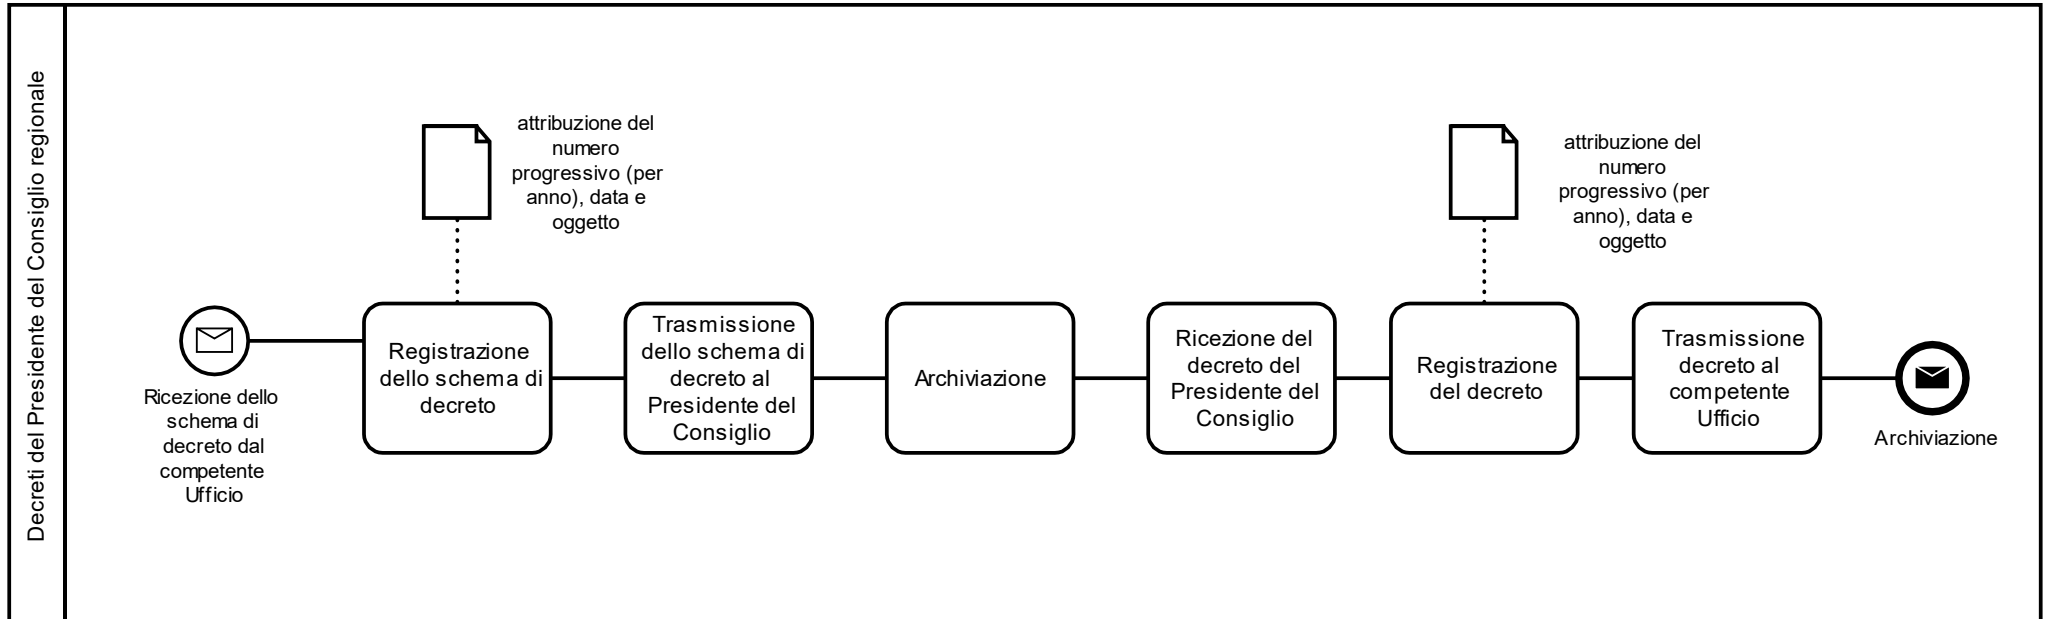 Decreti del Presidente del Consiglio regionale
attribuzione del
numero
progressivo (per
anno), data e
oggetto
attribuzione del
numero
progressivo (per
anno), data e
oggetto
Ricezione dello
schema di
decreto dal
competente
Ufficio
Registrazione
dello schema di
decreto
Trasmissione
dello schema di
decreto al
Presidente del
Consiglio
Archiviazione
Ricezione del
decreto del
Presidente del
Consiglio
Registrazione
del decreto
Trasmissione
decreto al
competente
Ufficio
Archiviazione